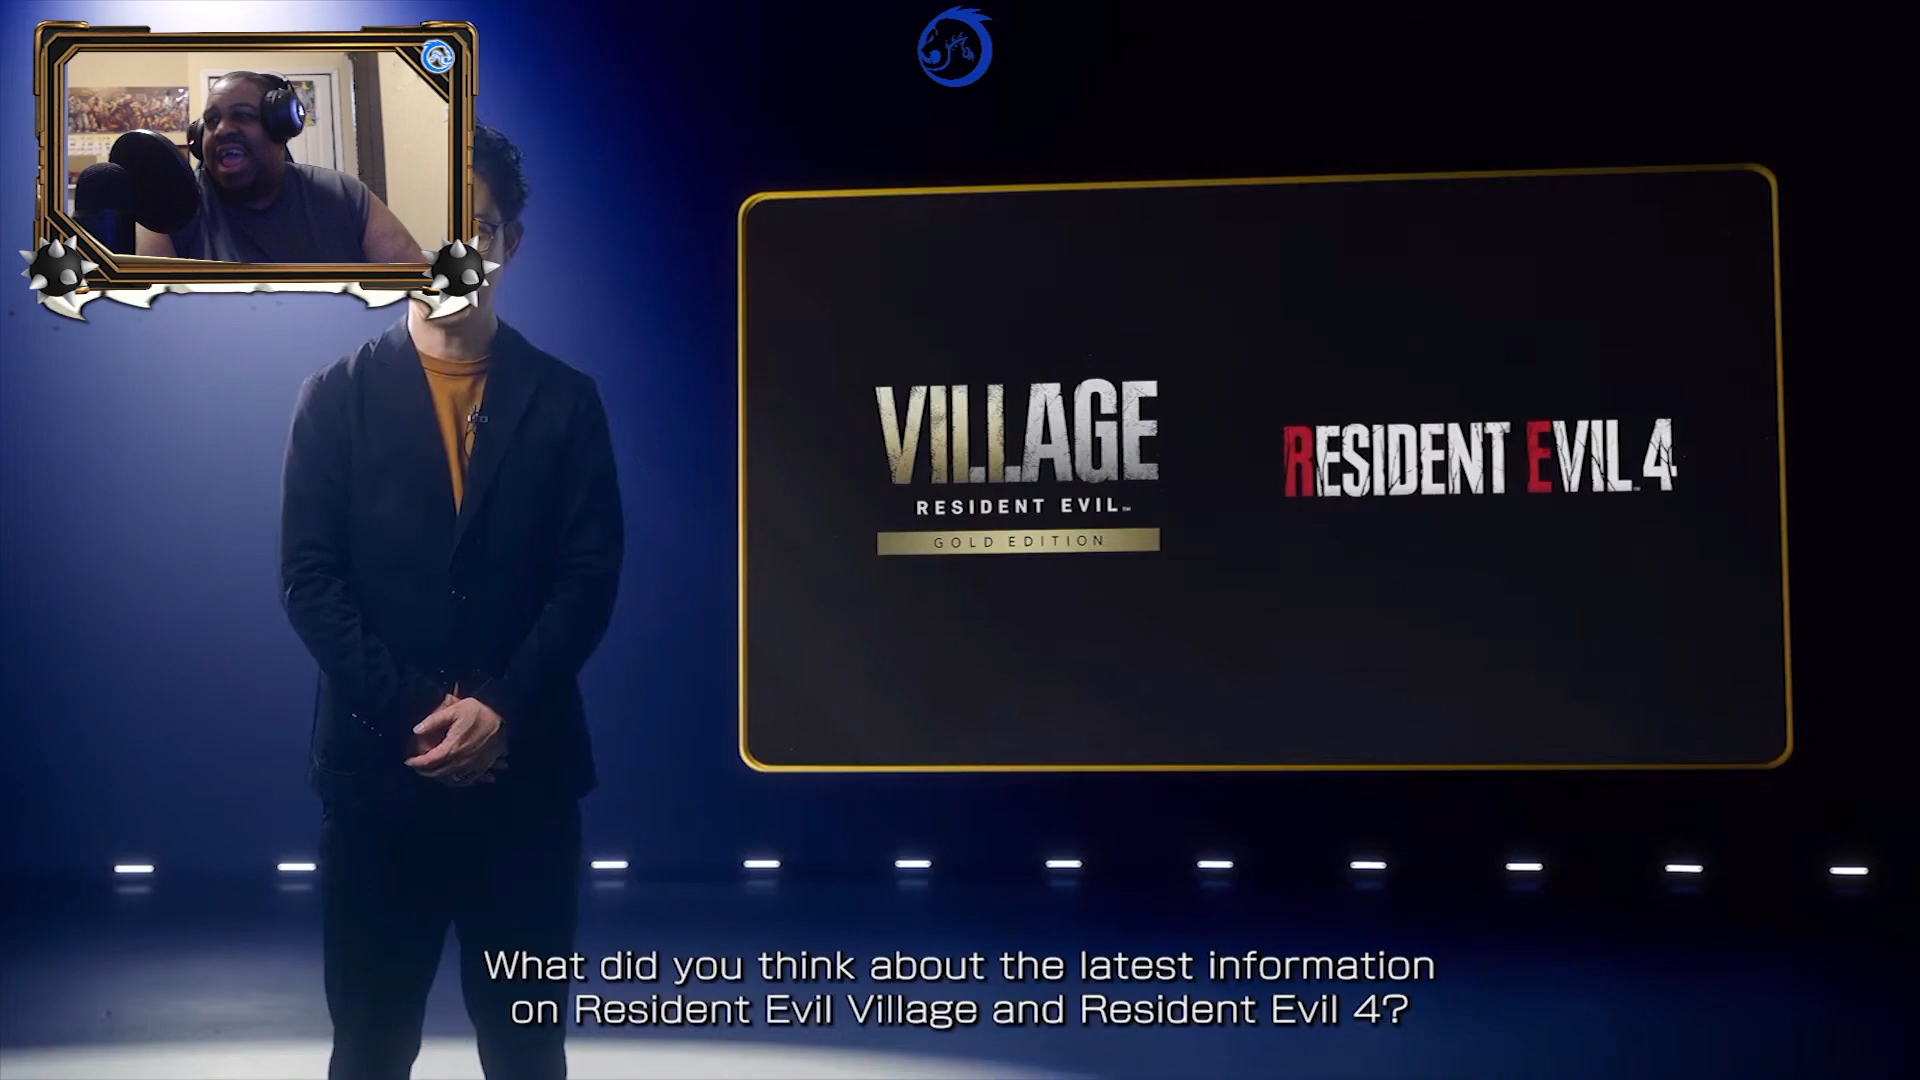 VILLAGE
RESIDENT EVIL™
GOLD EDITION
RESIDENT EVIL 4
What did you think about the latest information
on Resident Evil Village and Resident Evil 4?